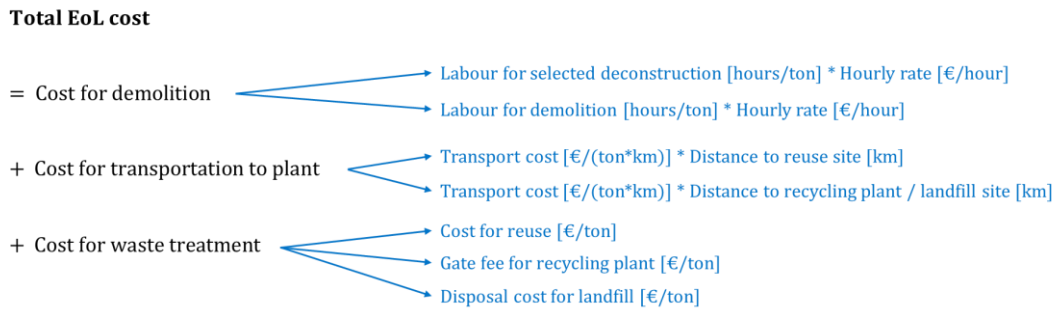 Total EoL cost
Labour for selected deconstruction [hours/ton] * Hourly rate [€/hour]
= Cost for demolition
Labour for demolition [hours/ton] * Hourly rate [€/hour]
Transport cost [€/(ton*km)] * Distance to reuse site [km]
+ Cost for transportation to plant
Transport cost [€/(ton*km)] * Distance to recycling plant / landfill site [km]
Cost for reuse [€/ton]
+ Cost for waste treatment
Gate fee for recycling plant [€/ton]
Disposal cost for landfill [€/ton]